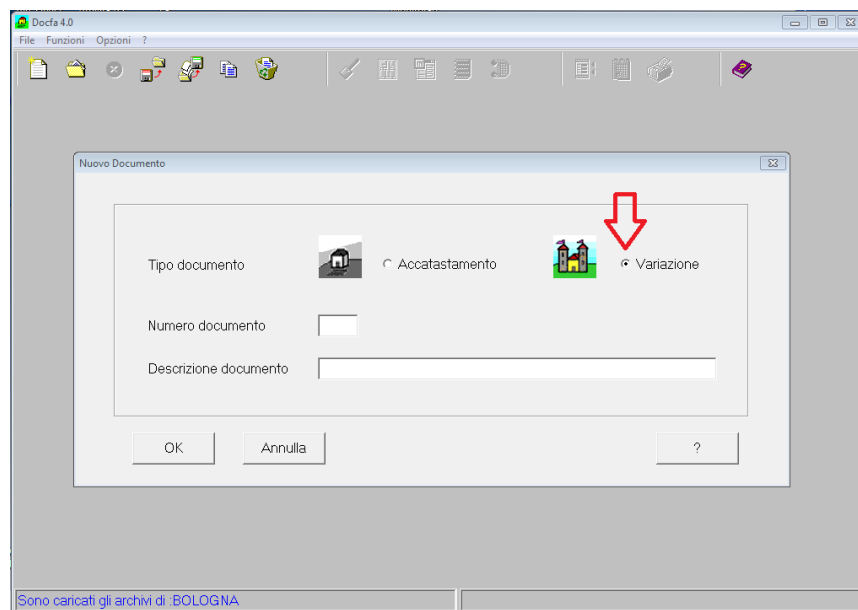 Docfa 4.0
File Funzioni Opzioni ?
Nuovo Documento
Tipo documento Accatastamento Variazione
Numero documento
Descrizione documento
OK Annulla ?
Sono caricati gli archivi di :BOLOGNA